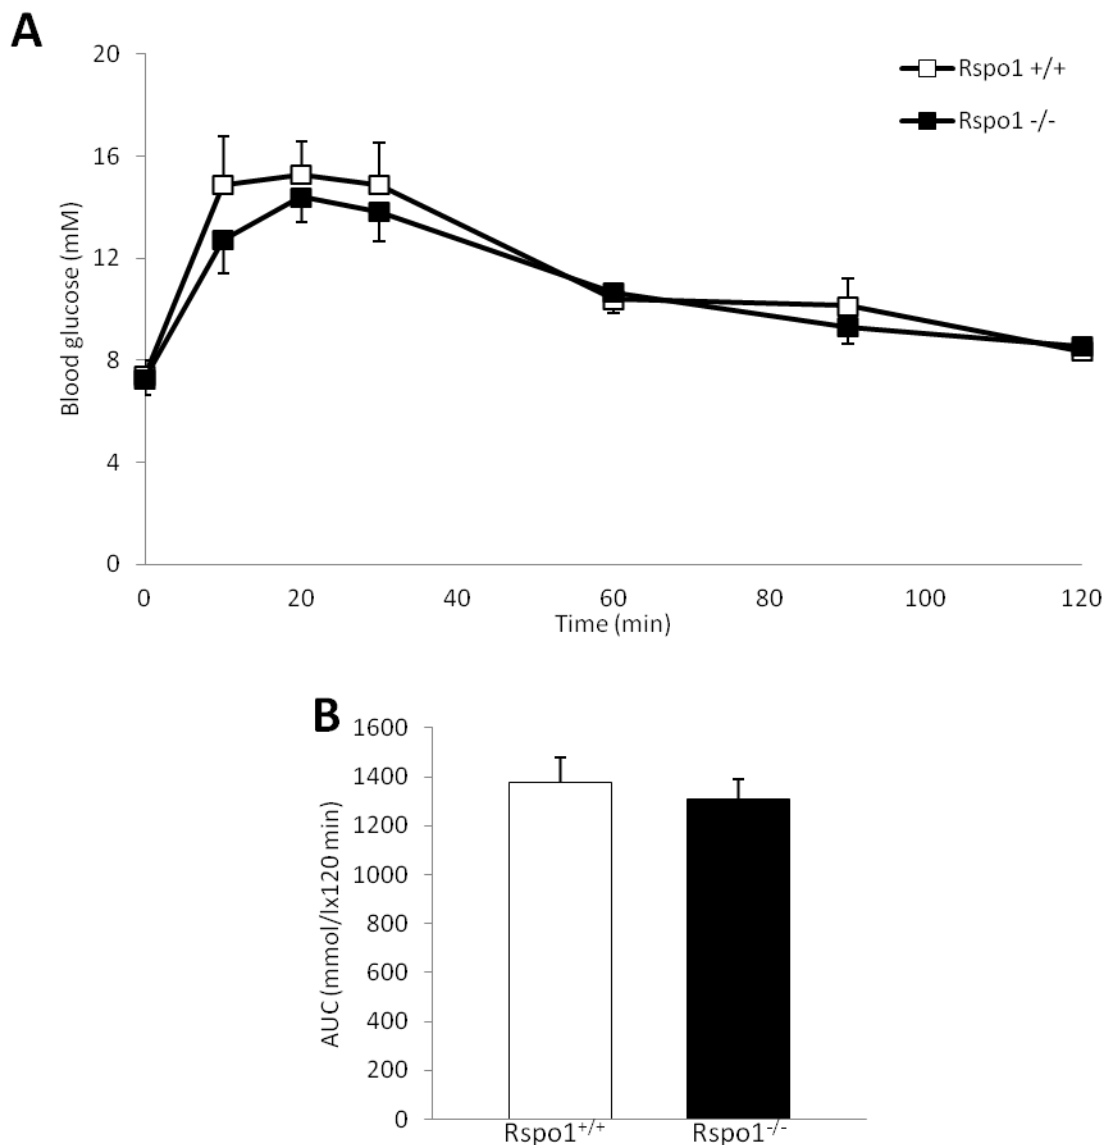 A
20
16
12
8
4
0
Blood glucose (mM)
Rspo1 +/+
Rspo1 -/-
0 20 40 60 80 100 120
Time (min)
B
1600
1400
1200
1000
800
600
400
200
0
AUC (mmol/lx120 min)
Rspo1+/+ Rspo1-/-